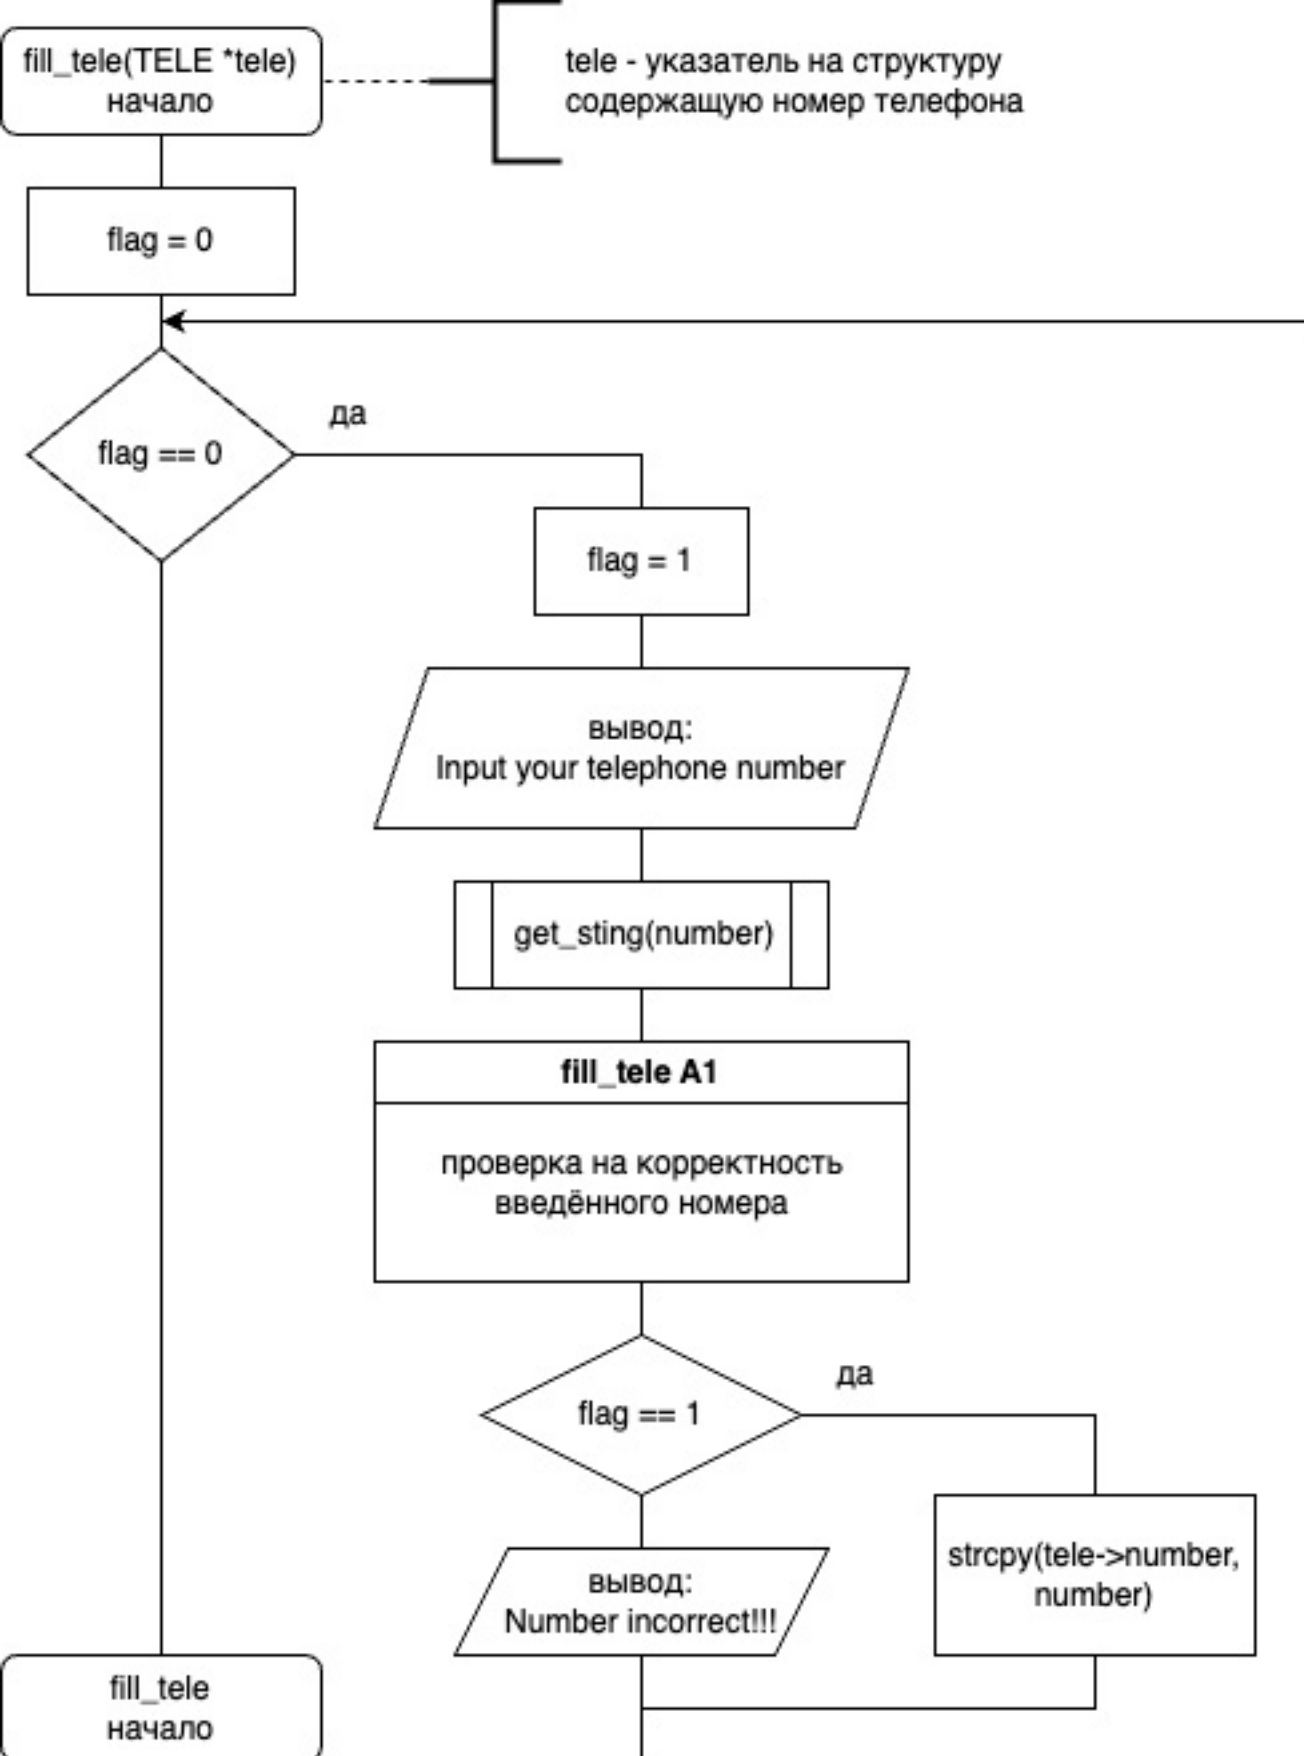 fill_tele(TELE *tele)
начало
tele - указатель на структуру
содержащую номер телефона
flag = 0
flag == 0
да
flag = 1
вывод:
Input your telephone number
get_sting(number)
fill_tele A1
проверка на корректность
введённого номера
flag == 1
да
вывод:
Number incorrect!!!
strcpy(tele->number,
number)
fill_tele
начало